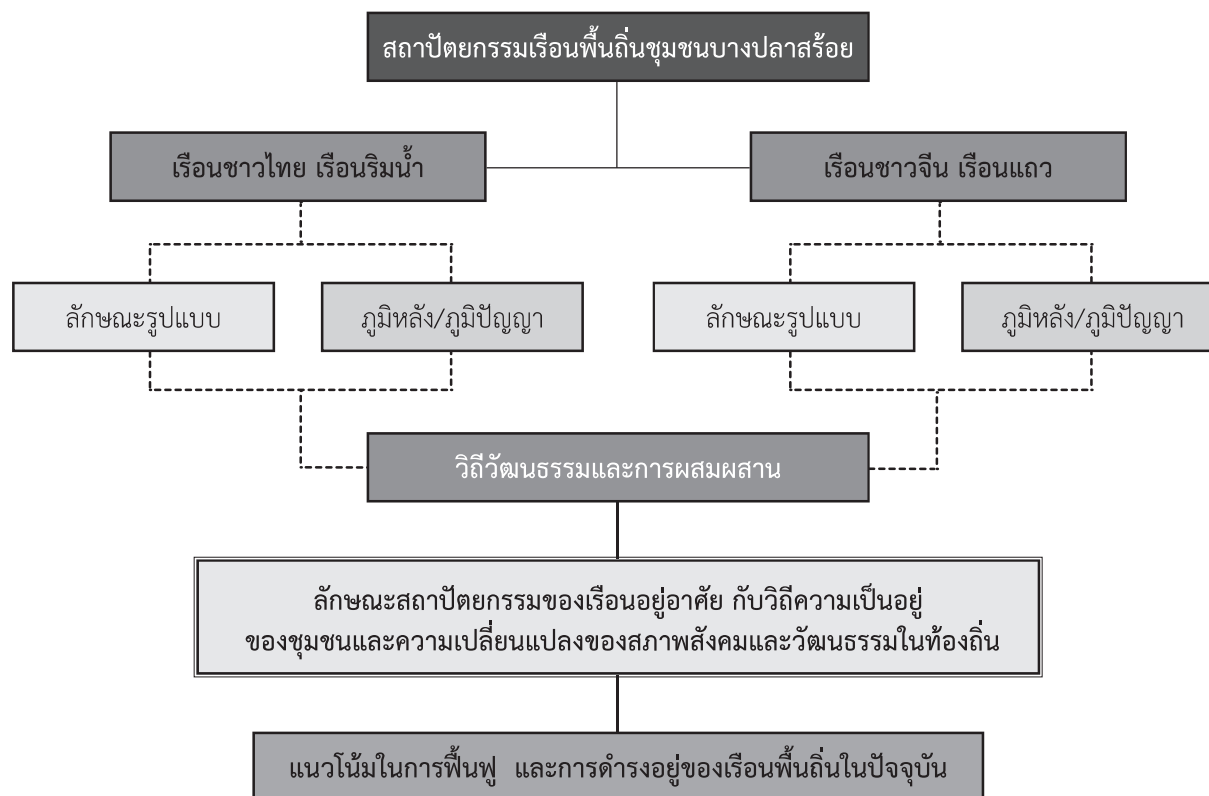 สถาปัตยกรรมเรือนพื้นถิ่นชุมชนบางปลาสร้อย
เรือนชาวไทย เรือนริมน้ำ
เรือนชาวจีน เรือนแถว
ลักษณะรูปแบบ
ภูมิหลัง/ภูมิปัญญา
ลักษณะรูปแบบ
ภูมิหลัง/ภูมิปัญญา
วิถีวัฒนธรรมและการผสมผสาน
ลักษณะสถาปัตยกรรมของเรือนอยู่อาศัย กับวิถีความเป็นอยู่
ของชุมชนและความเปลี่ยนแปลงของสภาพสังคมและวัฒนธรรมในท้องถิ่น
แนวโน้มในการฟื้นฟู และการดำรงอยู่ของเรือนพื้นถิ่นในปัจจุบัน